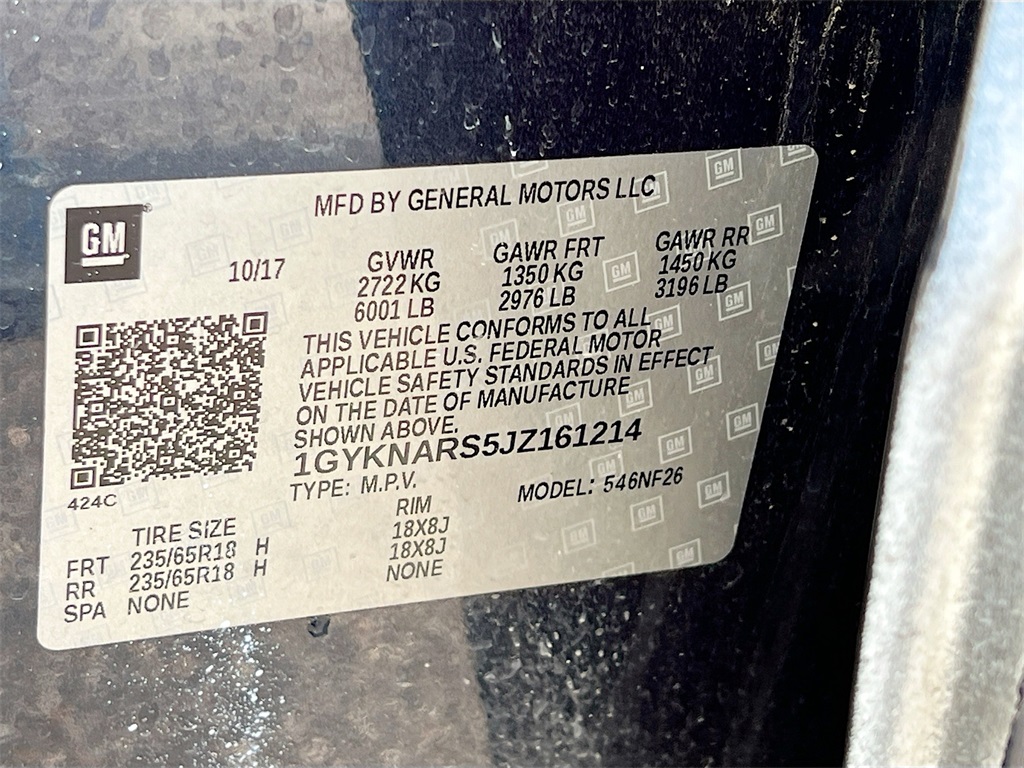 MFD BY GENERAL MOTORS LLC
GM
10/17
GVWR
2722 KG
6001 LB
GAWR FRT
1350 KG
2976 LB
GAWR RR
1450 KG
3196 LB
THIS VEHICLE CONFORMS TO ALL
APPLICABLE U.S. FEDERAL MOTOR
VEHICLE SAFETY STANDARDS IN EFFECT
ON THE DATE OF MANUFACTURE
SHOWN ABOVE.
1GYKNARS5JZ161214
TYPE: M.P.V.
MODEL: 546NF26
424C
TIRE SIZE
RIM
FRT 235/65R18 H 18X8J
RR 235/65R18 H 18X8J
SPA NONE NONE